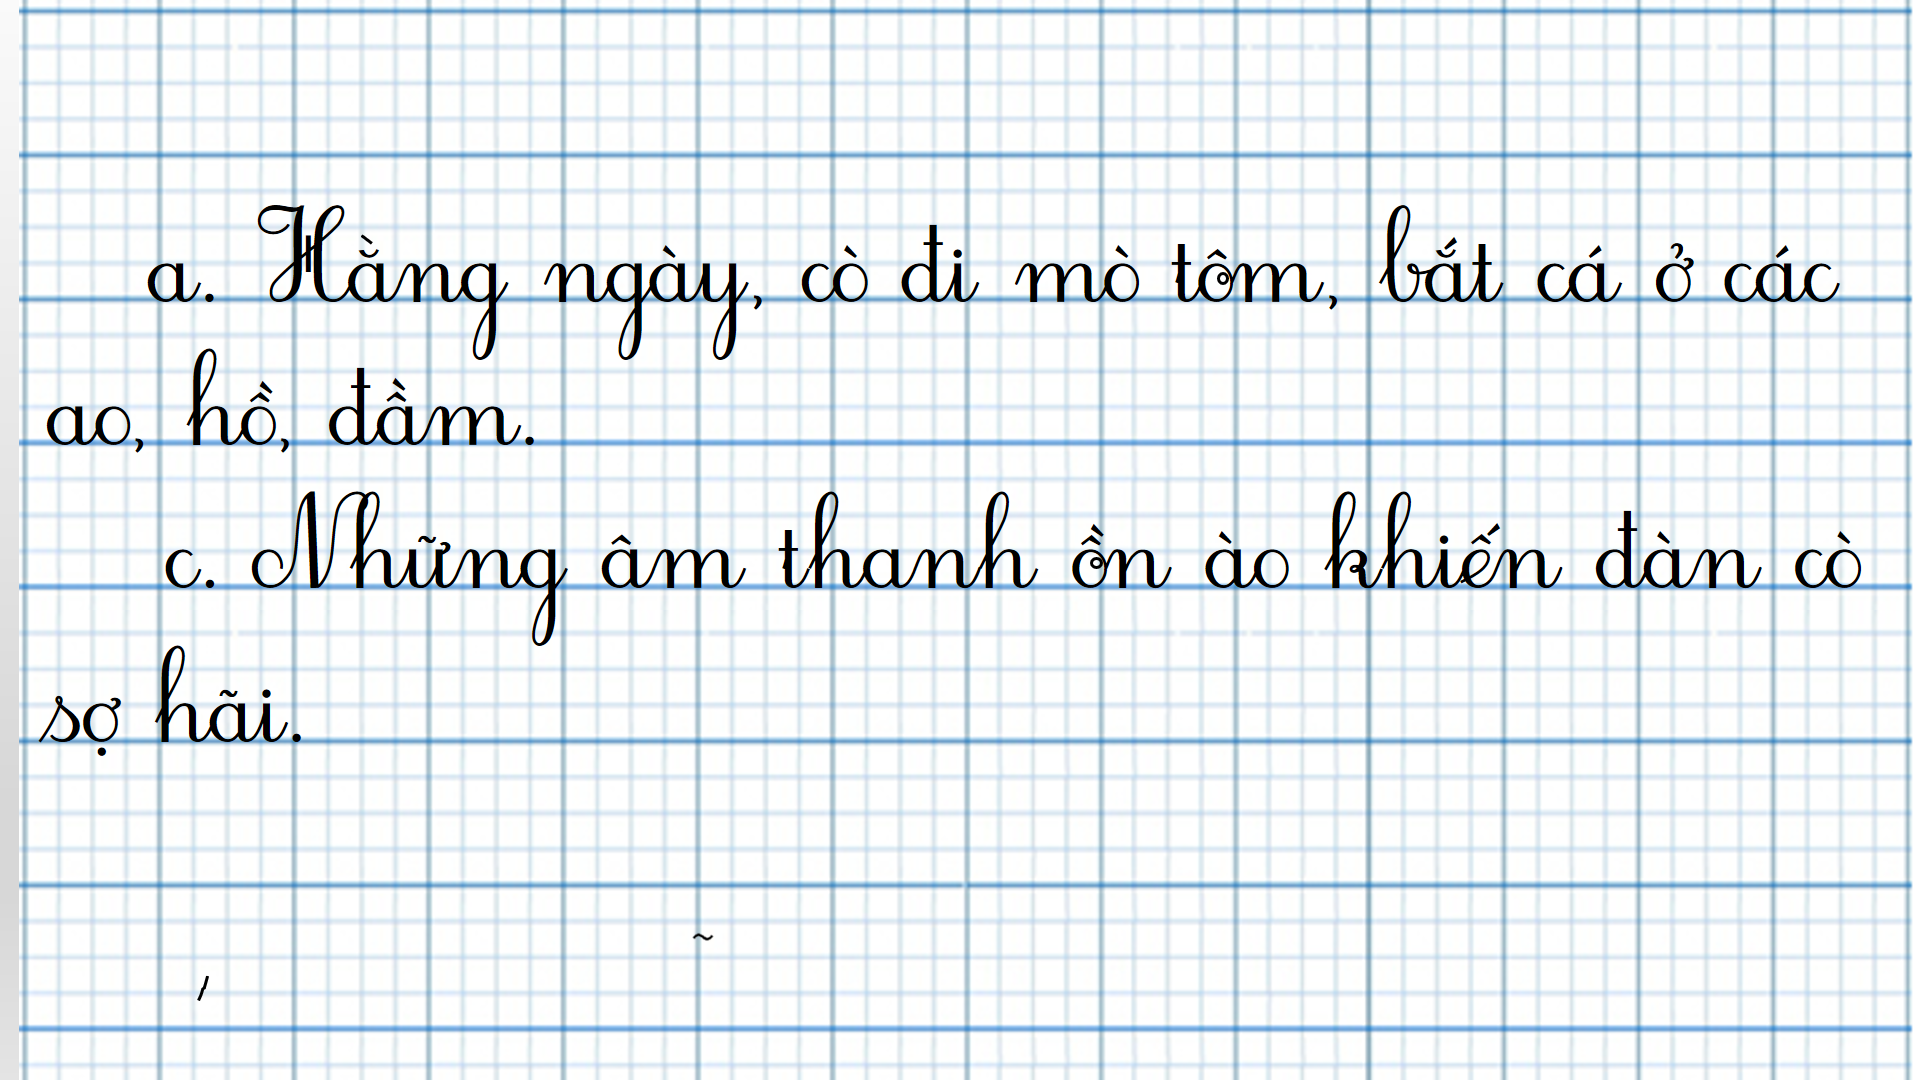 a. Hằng ngày, cò đi mò tôm, bắt cá ở các
ao, hồ, đầm.
c. Những âm thanh ồn ào khiến đàn cò
sợ hãi.